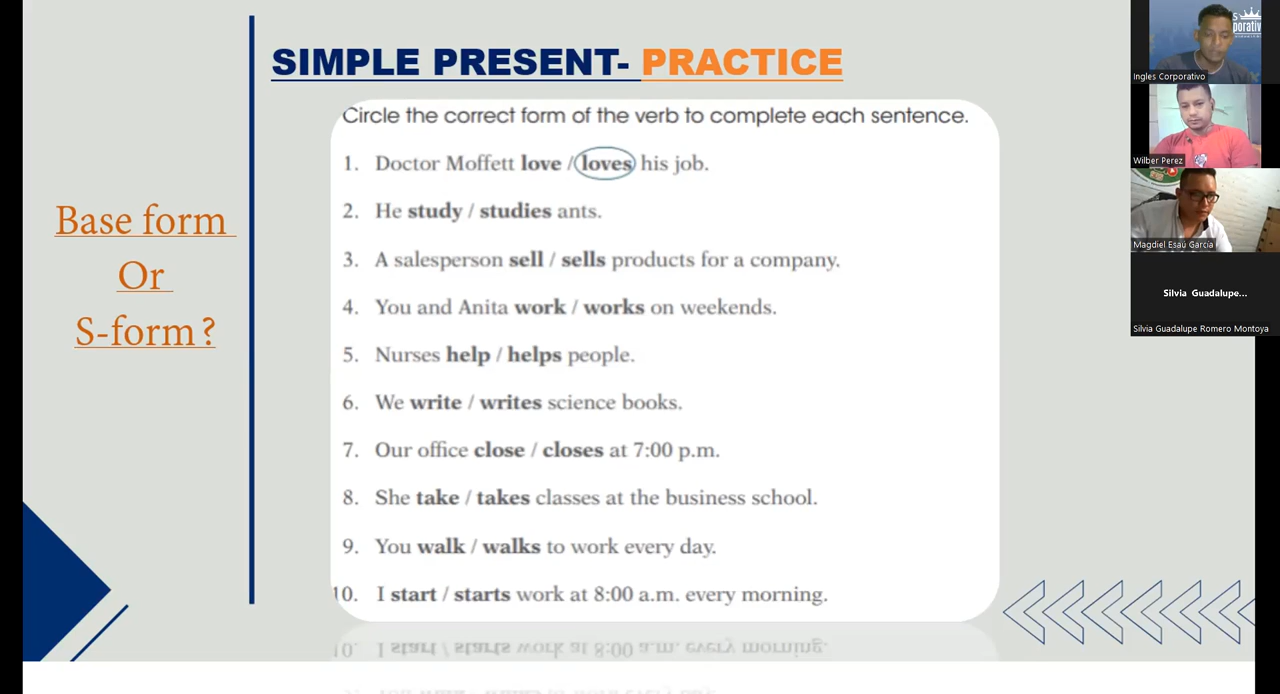 SIMPLE PRESENT- PRACTICE
Base form
Or
S-form?
Circle the correct form of the verb to complete each sentence.
1. Doctor Moffett love / loves his job.
2. He study / studies ants.
3. A salesperson sell / sells products for a company.
4. You and Anita work / works on weekends.
5. Nurses help / helps people.
6. We write / writes science books.
7. Our office close / closes at 7:00 p.m.
8. She take / takes classes at the business school.
9. You walk / walks to work every day.
10. I start / starts work at 8:00 a.m. every morning.
Ingles Corporativo
Wilber Perez
Magdiel Esaú García
Silvia Guadalupe...
Silvia Guadalupe Romero Montoya